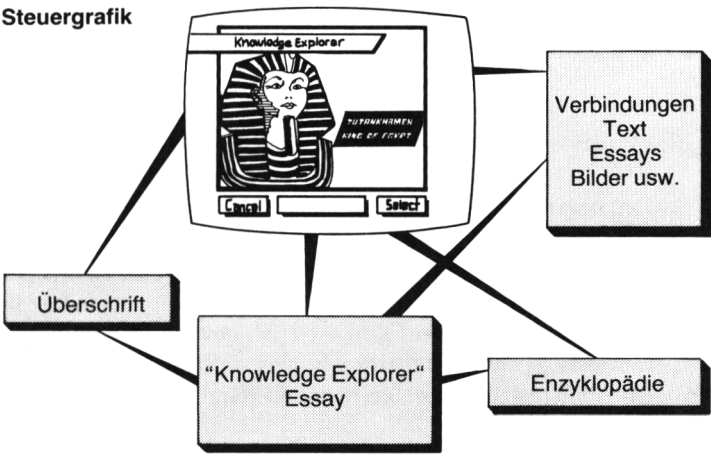 Steuergrafik
Knowledge Explorer
TUTANKHAMEN
KING OF EGYPT
Cancel
Select
Verbindungen
Text
Essays
Bilder usw.
Überschrift
"Knowledge Explorer“
Essay
Enzyklopädie